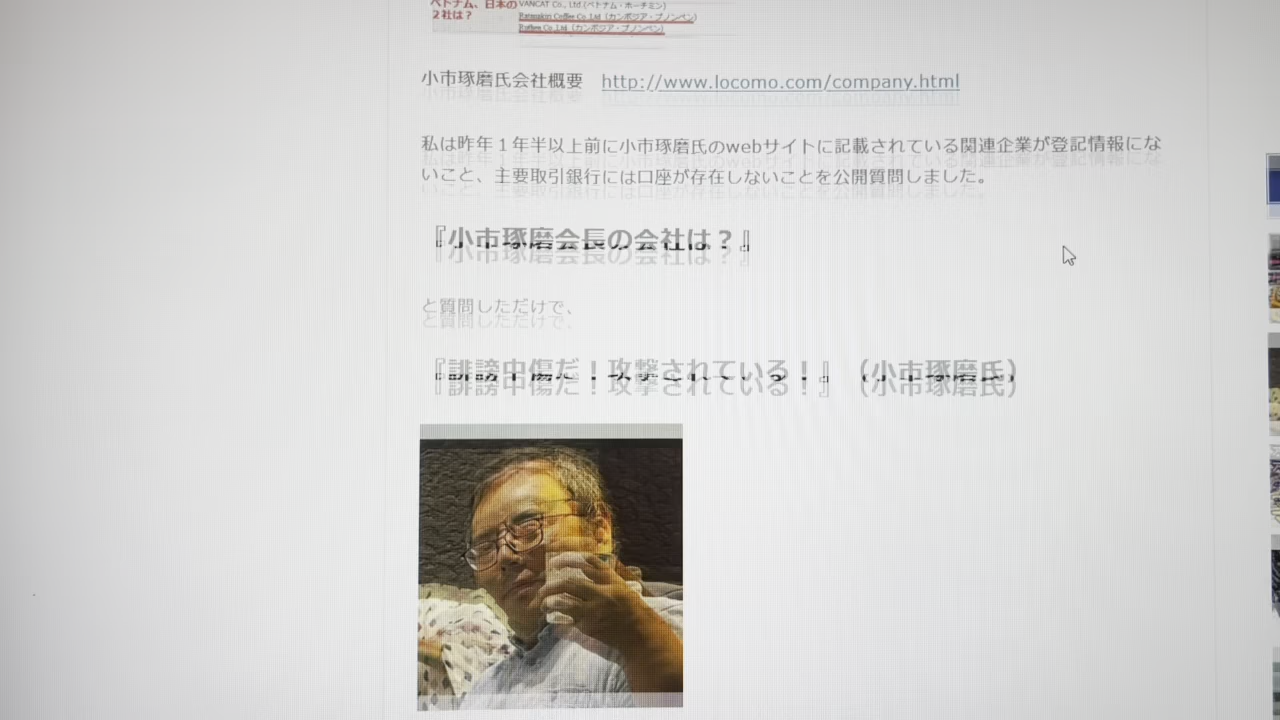 ベトナム、日本の
２社は？
VANCAT Co., Ltd.(ベトナム・ホーチミン)
Coffee Co.Ltd（カンボジア・プノンペン）
Co.Ltd（カンボジア・プノンペン）
小市琢磨氏会社概要 http://www.locomo.com/company.html
私は昨年１年半以上前に小市琢磨氏のwebサイトに記載されている関連企業が登記情報にな
いこと、主要取引銀行には口座が存在しないことを公開質問しました。
『小市琢磨会長の会社は？』
と質問しただけで、
『誹謗中傷だ！攻撃されている！』（小市琢磨氏）